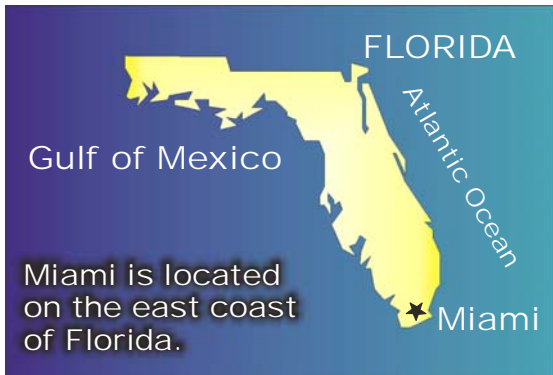 FLORIDA
Atlantic Ocean
Gulf of Mexico
Miami is located
on the east coast
of Florida.
Miami